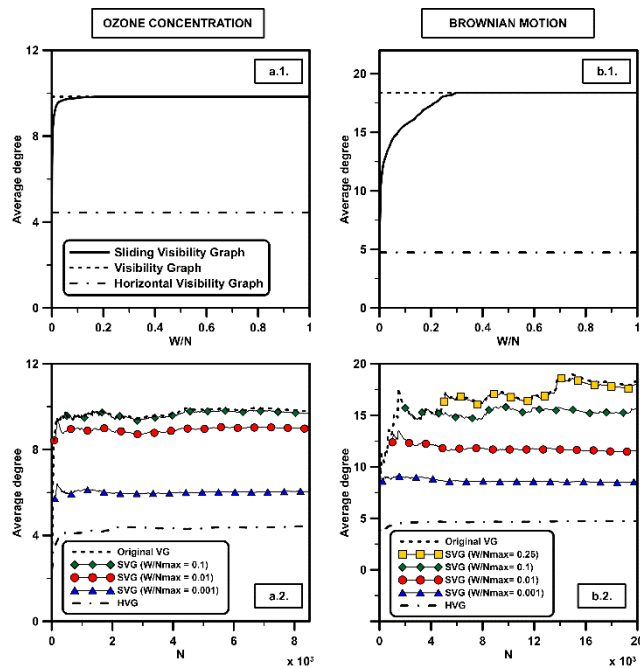 OZONE CONCENTRATION
BROWNIAN MOTION
12
8
4
0
Average degree
a.1.
Sliding Visibility Graph
Visibility Graph
Horizontal Visibility Graph
0 0.2 0.4 0.6 0.8 1
W/N
20
15
10
5
0
Average degree
b.1.
0 0.2 0.4 0.6 0.8 1
W/N
12
8
4
0
Average degree
Original VG
SVG (W/Nmax = 0.1)
SVG (W/Nmax = 0.01)
SVG (W/Nmax = 0.001)
HVG
a.2.
0 2 4 6 8
N
x 10³
20
15
10
5
0
Average degree
Original VG
SVG (W/Nmax= 0.25)
SVG (W/Nmax= 0.1)
SVG (W/Nmax= 0.01)
SVG (W/Nmax= 0.001)
HVG
b.2.
0 4 8 12 16 20
N
x 10³